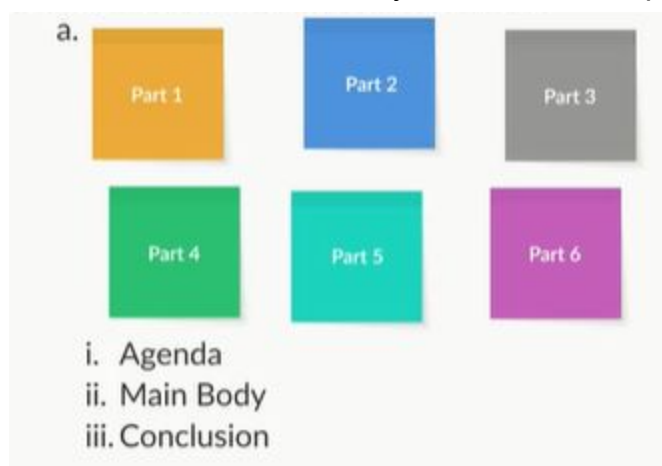 a.
Part 1 Part 2 Part 3
Part 4 Part 5 Part 6
i. Agenda
ii. Main Body
iii. Conclusion